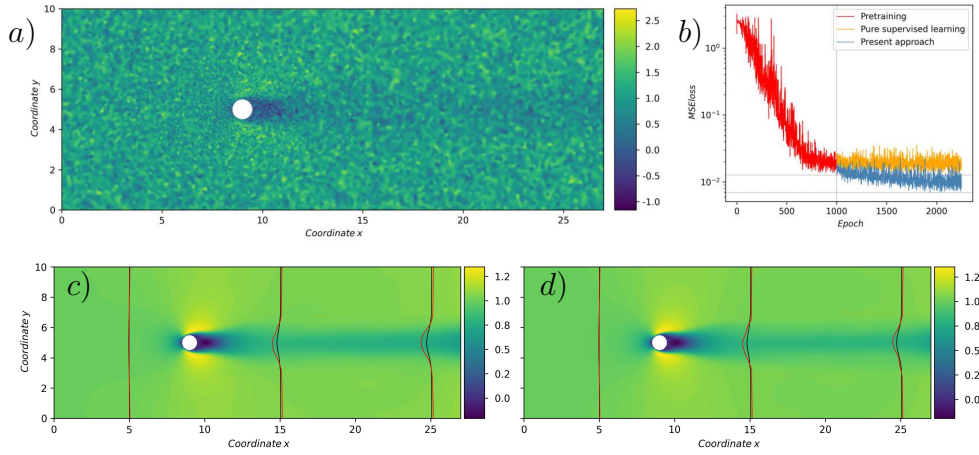 a)
10
8
6
4
2
0
Coordinate y
0 5 10 15 20 25
Coordinate x
2.5
2.0
1.5
1.0
0.5
0.0
-0.5
-1.0
b)
Pretraining
Pure supervised learning
Present approach
10⁰
10⁻¹
10⁻²
MSEloss
0 500 1000 1500 2000
Epoch
c)
10
8
6
4
2
0
Coordinate y
0 5 10 15 20 25
Coordinate x
1.2
1.0
0.8
0.5
0.2
0.0
d)
0 5 10 15 20 25
Coordinate x
1.2
1.0
0.8
0.5
0.2
0.0